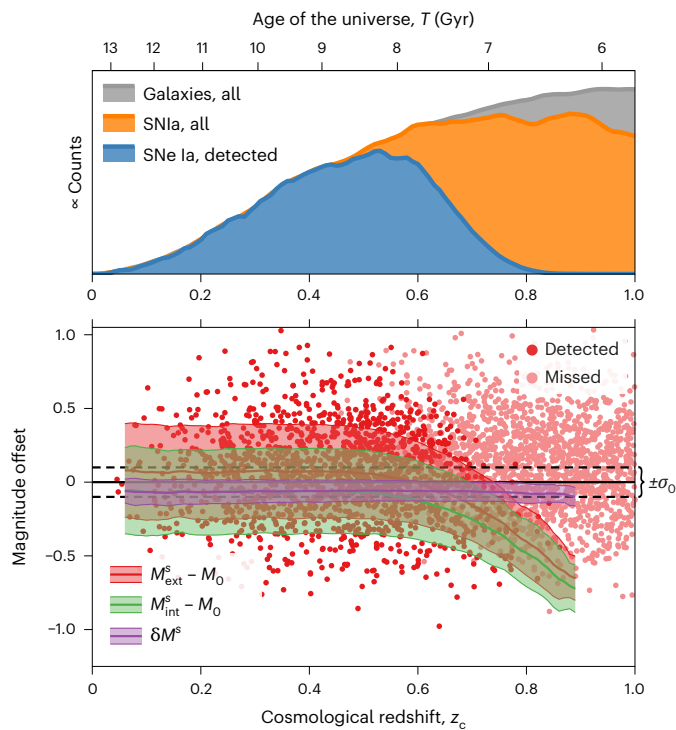 Age of the universe, T (Gyr)
13 12 11 10 9 8 7 6
Galaxies, all
SNIa, all
SNe Ia, detected
∝ Counts
0 0.2 0.4 0.6 0.8 1.0
1.0
0.5
0
–0.5
–1.0
Magnitude offset
Detected
Missed
±σ₀
Mˢₑₓₜ – M₀
Mˢᵢₙₜ – M₀
δMˢ
0 0.2 0.4 0.6 0.8 1.0
Cosmological redshift, z_c